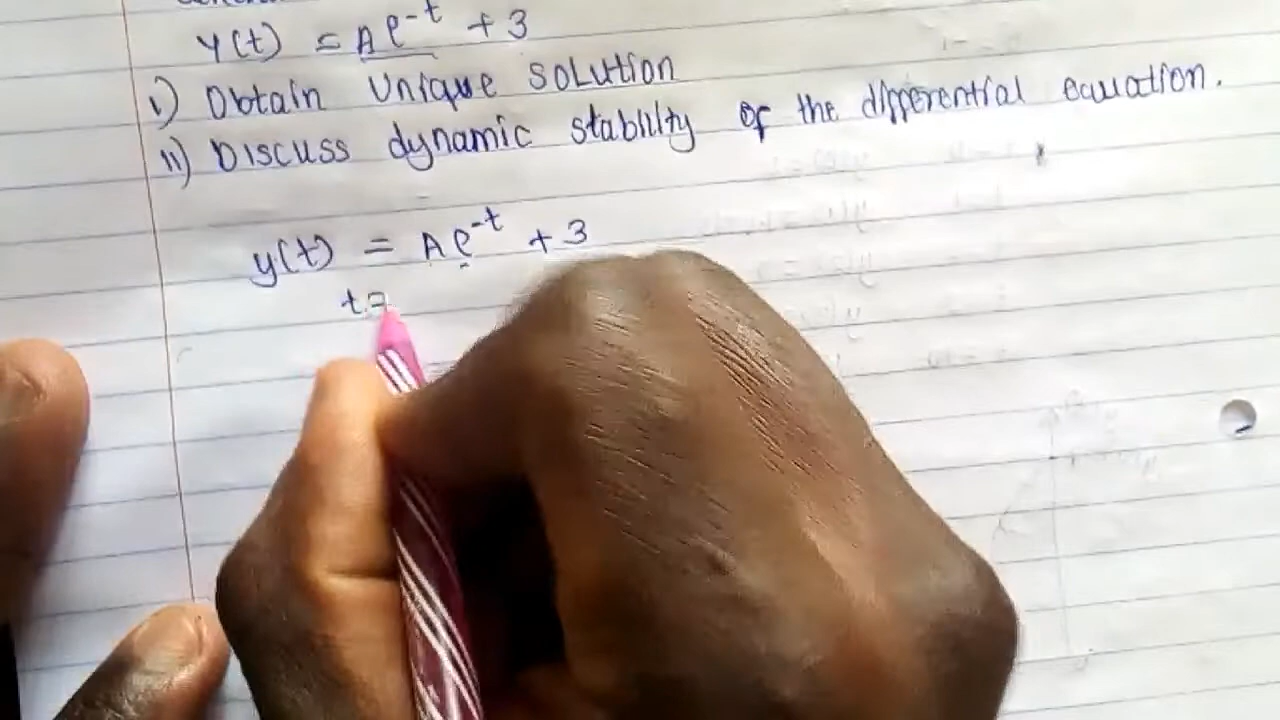 y(t) = Ae^-t + 3
i) Obtain Unique Solution
ii) Discuss dynamic stability of the differential equation.
y(t) = Ae^-t + 3
t=